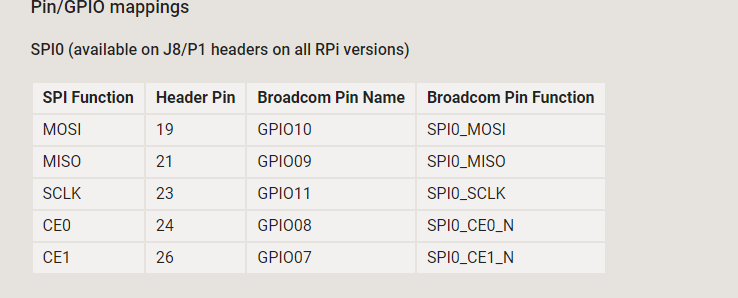 Pin/GPIO mappings
SPI0 (available on J8/P1 headers on all RPi versions)
SPI Function Header Pin Broadcom Pin Name Broadcom Pin Function
MOSI 19 GPIO10 SPI0_MOSI
MISO 21 GPIO09 SPI0_MISO
SCLK 23 GPIO11 SPI0_SCLK
CE0 24 GPIO08 SPI0_CE0_N
CE1 26 GPIO07 SPI0_CE1_N